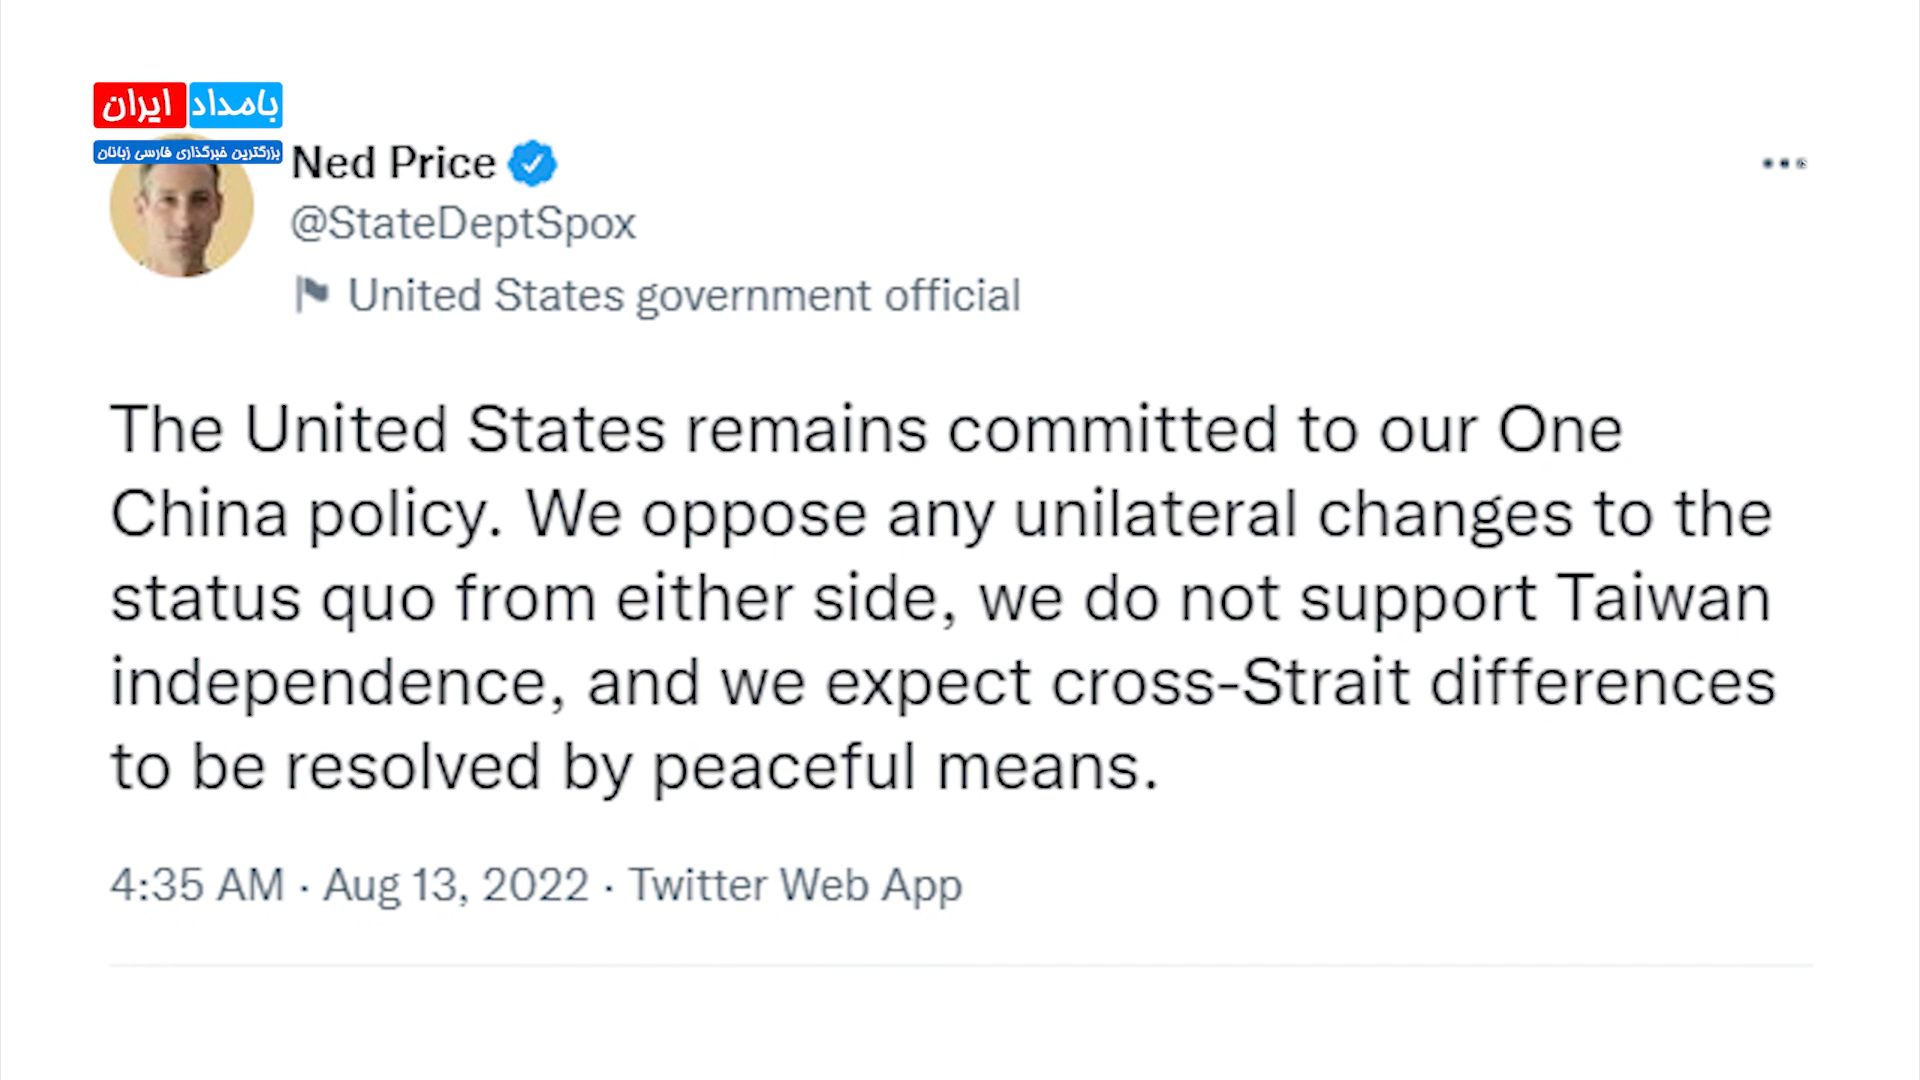 بامداد ایران
بزرگترین خبرگذاری فارسی زبانان
Ned Price
@StateDeptSpox
United States government official
The United States remains committed to our One
China policy. We oppose any unilateral changes to the
status quo from either side, we do not support Taiwan
independence, and we expect cross-Strait differences
to be resolved by peaceful means.
4:35 AM · Aug 13, 2022 · Twitter Web App